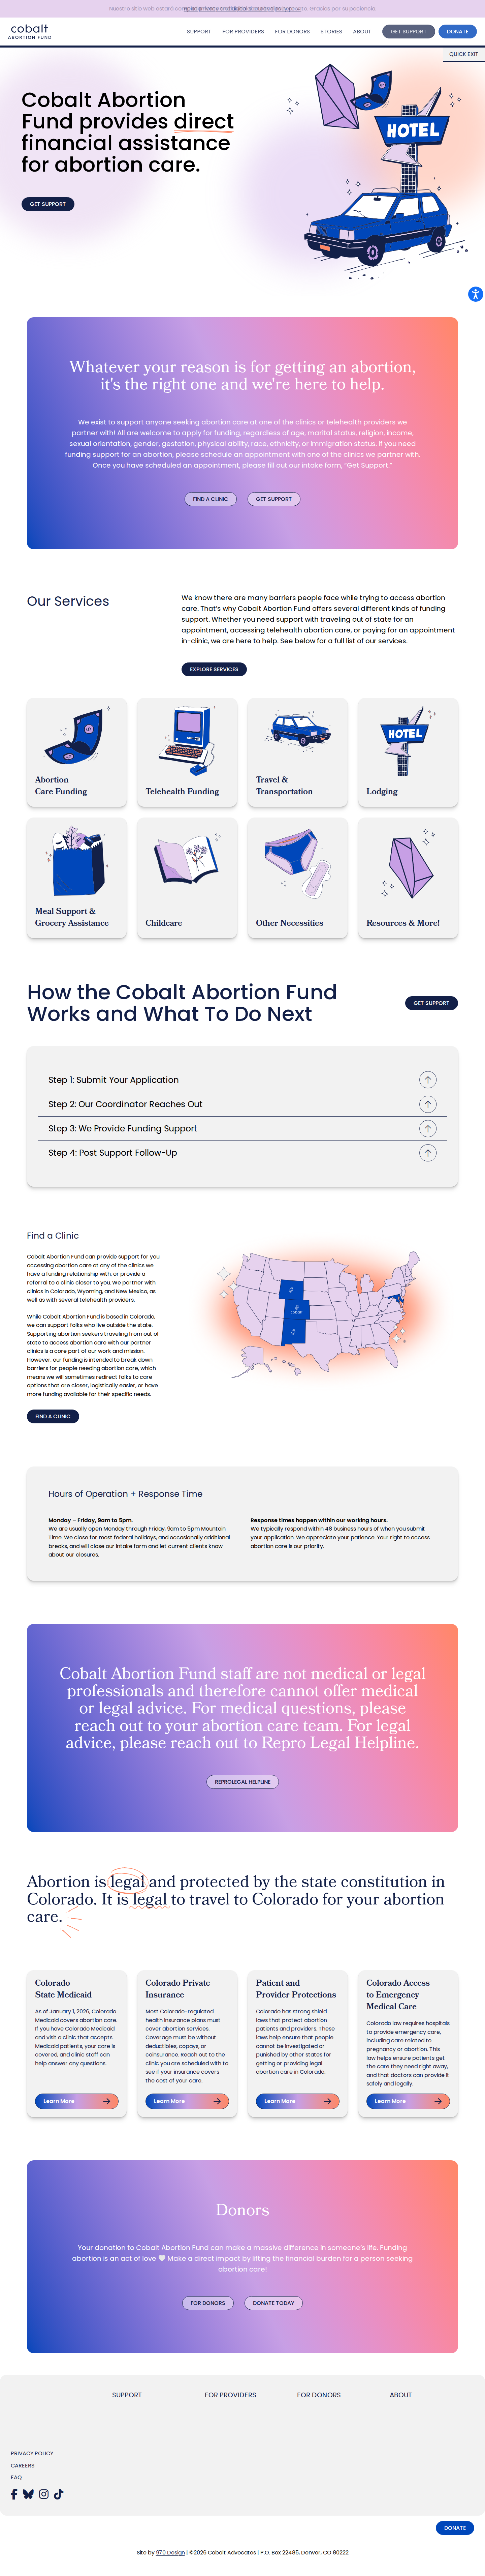 Nuestro sitio web estará
Gracias por su paciencia.
cobalt
ABORTION FUND
SUPPORT
FOR PROVIDERS
FOR DONORS
STORIES
ABOUT
GET SUPPORT
DONATE
QUICK EXIT
Cobalt Abortion
Fund provides direct
financial assistance
for abortion care.
GET SUPPORT
HOTEL
Whatever your reason is for getting an abortion,
it's the right one and we're here to help.
We exist to support anyone seeking abortion care at one of the clinics or telehealth providers we
partner with! All are welcome to apply for funding, regardless of age, marital status, religion, income,
sexual orientation, gender, gestation, physical ability, race, ethnicity, or immigration status. If you need
funding support for an abortion, please schedule an appointment with one of the clinics we partner with.
Once you have scheduled an appointment, please fill out our intake form, "Get Support."
FIND A CLINIC
GET SUPPORT
Our Services
We know there are many barriers people face while trying to access abortion
care. That's why Cobalt Abortion Fund offers several different kinds of funding
support. Whether you need support with traveling out of state for an
appointment, accessing telehealth abortion care, or paying for an appointment
in-clinic, we are here to help. See below for a full list of our services.
EXPLORE SERVICES
Abortion
Care Funding
Telehealth Funding
Travel &
Transportation
HOTEL
Lodging
Meal Support &
Grocery Assistance
Childcare
Other Necessities
Resources & More!
How the Cobalt Abortion Fund
Works and What To Do Next
GET SUPPORT
Step 1: Submit Your Application
Step 2: Our Coordinator Reaches Out
Step 3: We Provide Funding Support
Step 4: Post Support Follow-Up
Find a Clinic
Cobalt Abortion Fund can provide support for you
accessing abortion care at any of the clinics we
have a funding relationship with, or provide a
referral to a clinic closer to you. We partner with
clinics in Colorado, Wyoming, and New Mexico, as
well as with several telehealth providers.
While Cobalt Abortion Fund is based in Colorado,
we can support folks who live outside the state.
Supporting abortion seekers traveling from out of
state to access abortion care with our partner
clinics is a core part of our work and mission.
However, our funding is intended to break down
barriers for people needing abortion care, which
means we will sometimes redirect folks to care
options that are closer, logistically easier, or have
more funding available for their specific needs.
FIND A CLINIC
Hours of Operation + Response Time
Monday – Friday, 9am to 5pm.
We are usually open Monday through Friday, 9am to 5pm Mountain
Time. We close for most federal holidays, and occasionally additional
breaks, and will close our intake form and let current clients know
about our closures.
Response times happen within our working hours.
We typically respond within 48 business hours of when you submit
your application. We appreciate your patience. Your right to access
abortion care is our priority.
Cobalt Abortion Fund staff are not medical or legal
professionals and therefore cannot offer medical
or legal advice. For medical questions, please
reach out to your abortion care team. For legal
advice, please reach out to Repro Legal Helpline.
REPROLEGAL HELPLINE
Abortion is legal and protected by the state constitution in
Colorado. It is legal to travel to Colorado for your abortion
care.
Colorado
State Medicaid
As of January 1, 2026, Colorado
Medicaid covers abortion care.
If you have Colorado Medicaid
and visit a clinic that accepts
Medicaid patients, your care is
covered, and clinic staff can
help answer any questions.
Learn More
Colorado Private
Insurance
Most Colorado-regulated
health insurance plans must
cover abortion services.
Coverage must be without
deductibles, copays, or
coinsurance. Reach out to the
clinic you are scheduled with to
see if your insurance covers
the cost of your care.
Learn More
Patient and
Provider Protections
Colorado has strong shield
laws that protect abortion
patients and providers. These
laws help ensure that people
cannot be investigated or
punished by other states for
getting or providing legal
abortion care in Colorado.
Learn More
Colorado Access
to Emergency
Medical Care
Colorado law requires hospitals
to provide emergency care,
including care related to
pregnancy or abortion. This
law helps ensure patients get
the care they need right away,
and that doctors can provide it
safely and legally.
Learn More
Donors
Your donation to Cobalt Abortion Fund can make a massive difference in someone's life. Funding
abortion is an act of love 🤍 Make a direct impact by lifting the financial burden for a person seeking
abortion care!
FOR DONORS
DONATE TODAY
SUPPORT
FOR PROVIDERS
FOR DONORS
ABOUT
PRIVACY POLICY
CAREERS
FAQ
DONATE
Site by 970 Design | ©2026 Cobalt Advocates | P.O. Box 22485, Denver, CO 80222